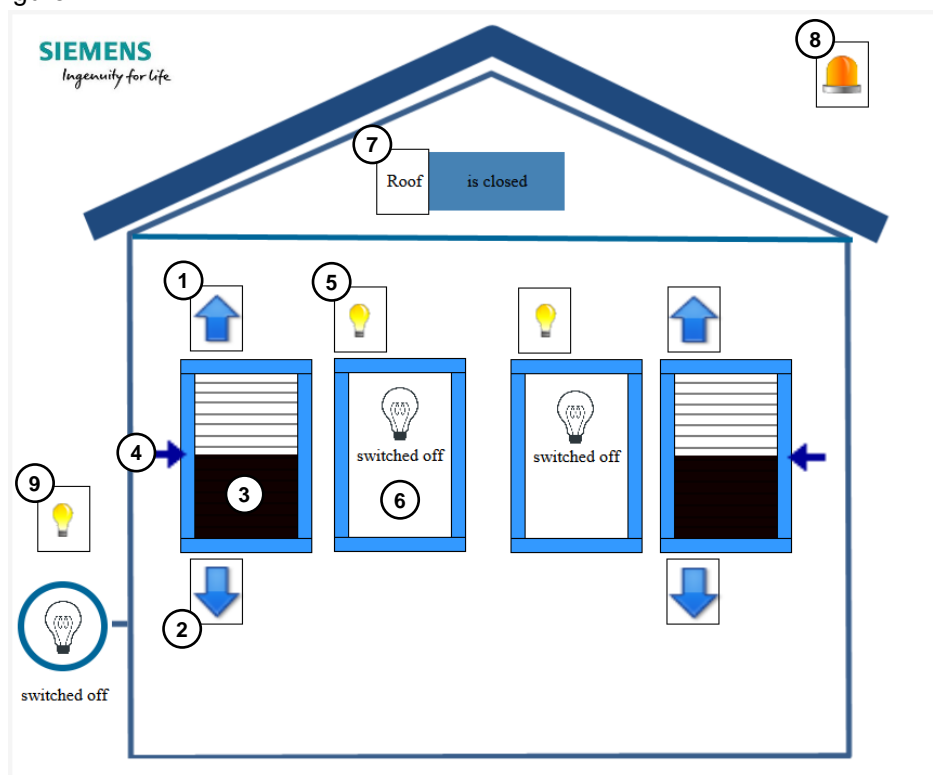 SIEMENS
Ingenuity for life
8
7
Roof is closed
1
5
switched off
switched off
4
3
6
9
2
switched off